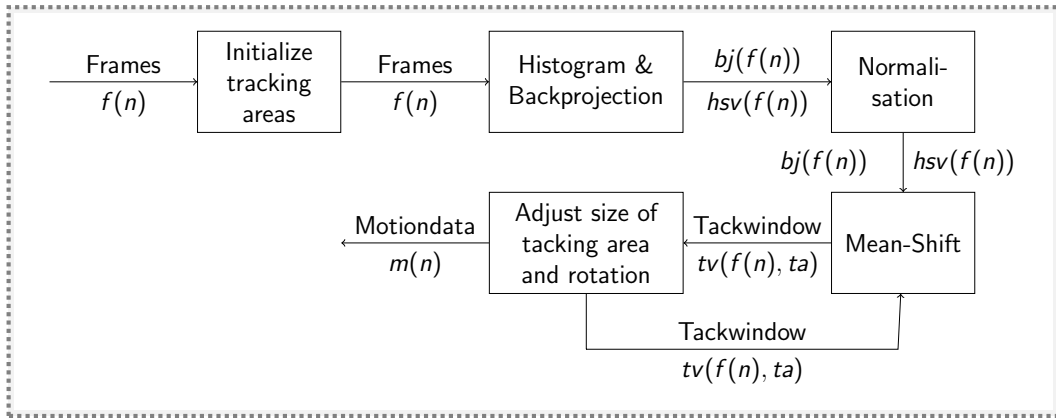 Frames
f(n)
Initialize
tracking
areas
Frames
f(n)
Histogram &
Backprojection
bj(f(n))
hsv(f(n))
Normali-
sation
bj(f(n))
hsv(f(n))
Motiondata
m(n)
Adjust size of
tacking area
and rotation
Tackwindow
tv(f(n), ta)
Mean-Shift
Tackwindow
tv(f(n), ta)